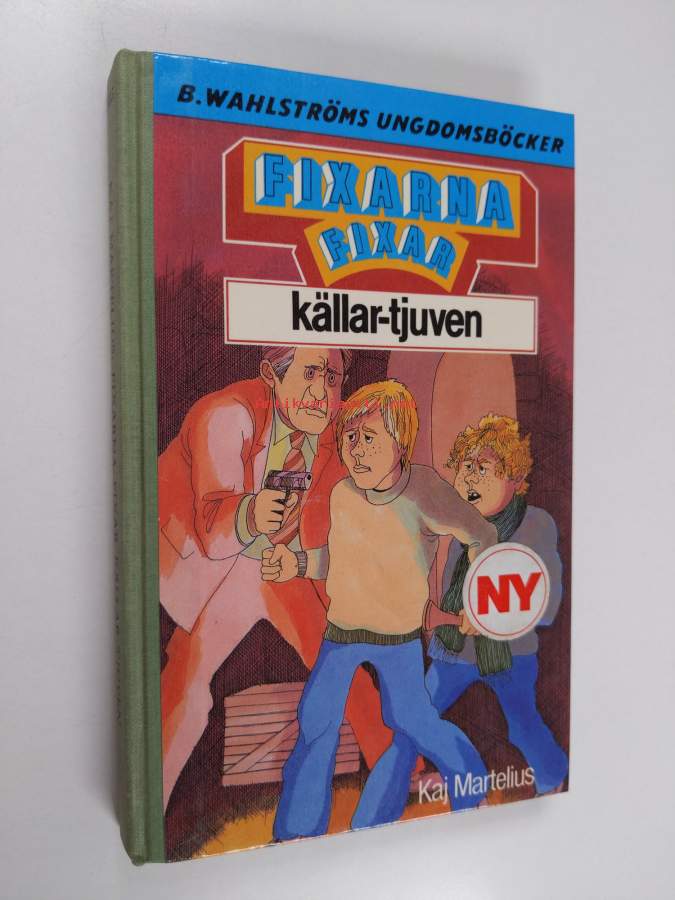 B.WAHLSTRÖMS UNGDOMSBÖCKER
FIXARNA
FIXAR
källar-tjuven
NY
Kaj Martelius